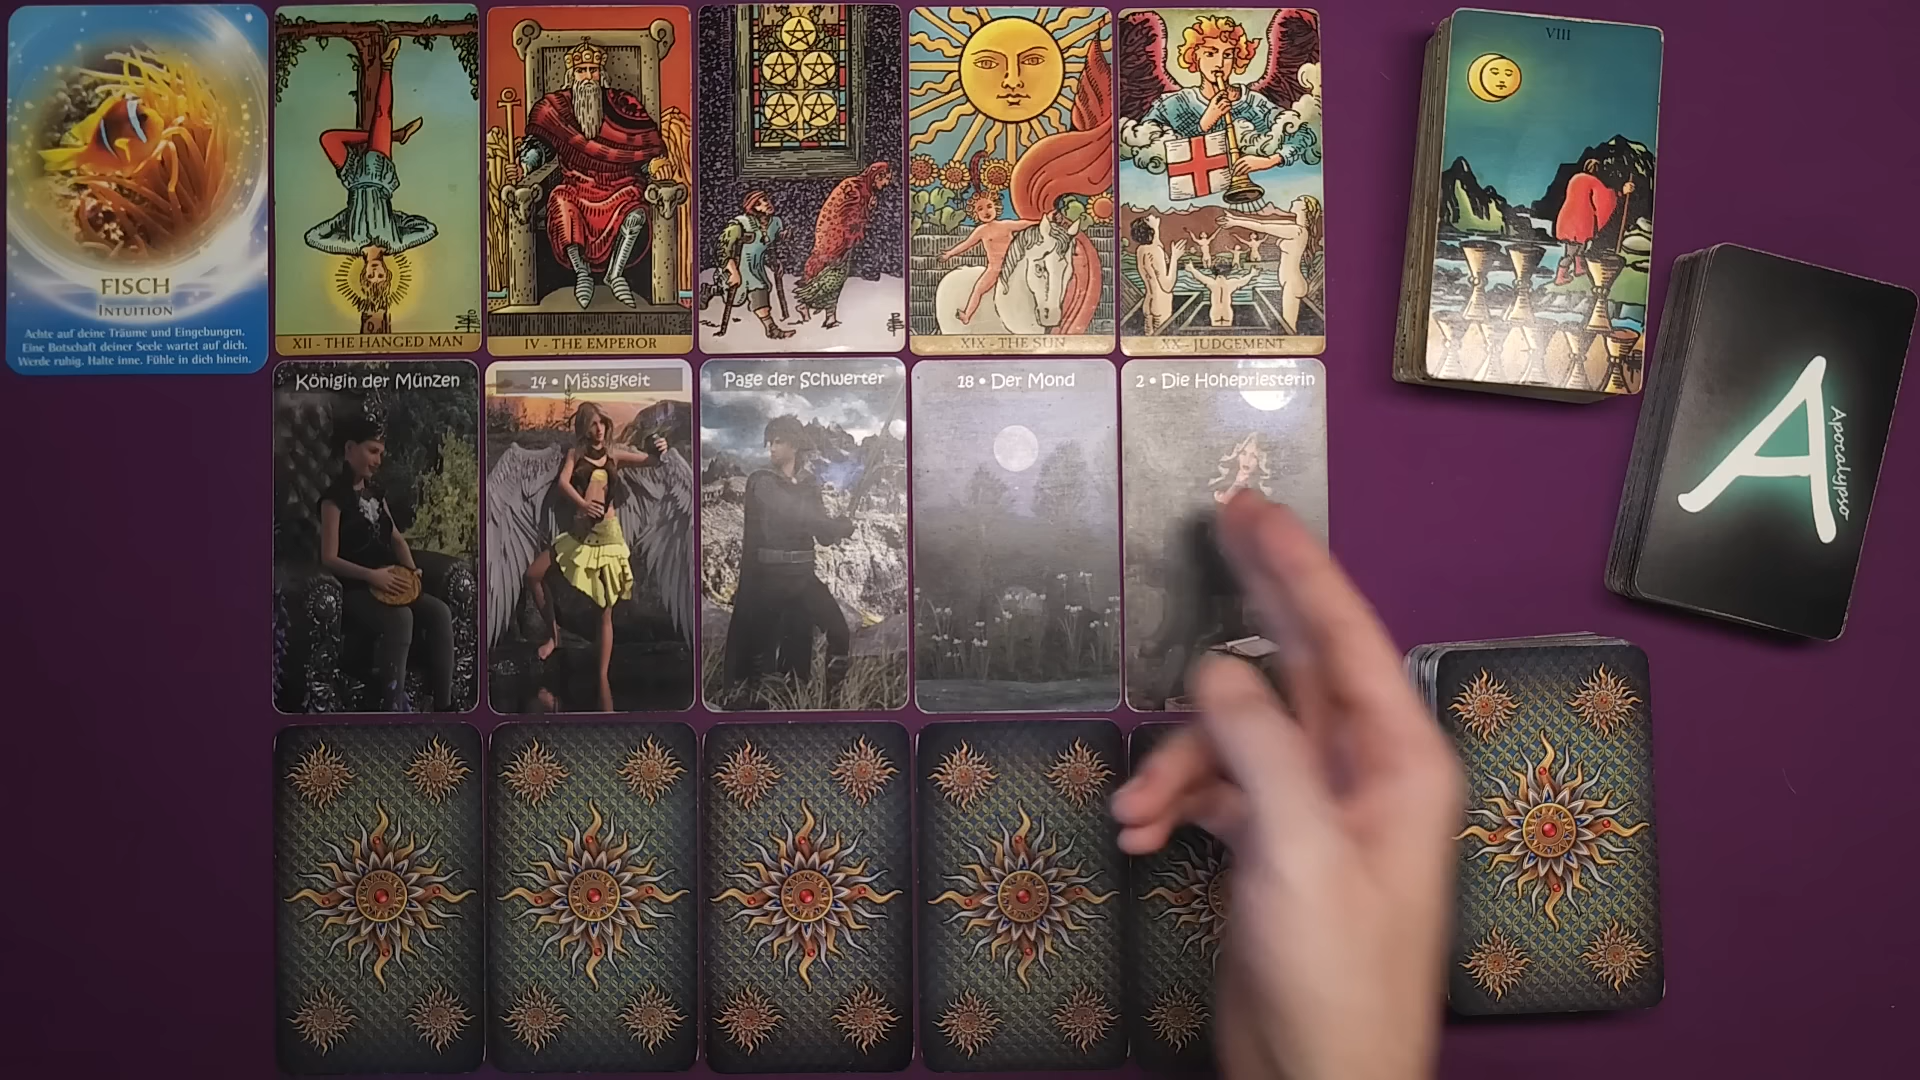 FISCH
INTUITION
Achte auf deine Träume und Eingebungen.
Eine Botschaft deiner Seele wartet auf dich.
Werde ruhig. Halte inne. Fühle in dich hinein.
XII - THE HANGED MAN
IV - THE EMPEROR
V
XIX - THE SUN
XX - JUDGEMENT
VIII
Königin der Münzen
14 • Mässigkeit
Page der Schwerter
18 • Der Mond
2 • Die Hohepriesterin
A
Apocalypso